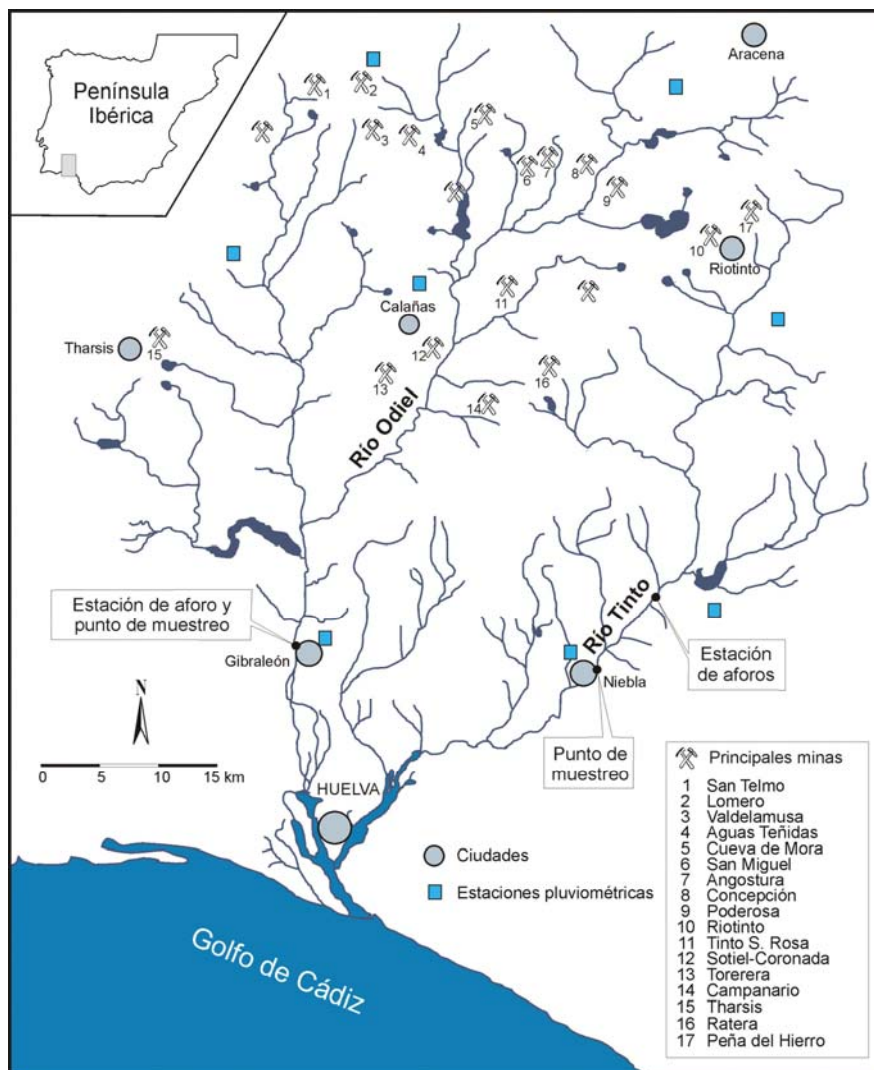 Península
Ibérica
Aracena
1
2
3
4
5
6
7
8
9
10
17
Riotinto
11
Calañas
12
13
Tharsis
15
16
14
Río Odiel
Río Tinto
Estación de aforo y
punto de muestreo
Gibraleón
Niebla
Estación
de aforos
Punto de
muestreo
N
0 5 10 15 km
HUELVA
Ciudades
Estaciones pluviométricas
Golfo de Cádiz
Principales minas
1 San Telmo
2 Lomero
3 Valdelamusa
4 Aguas Teñidas
5 Cueva de Mora
6 San Miguel
7 Angostura
8 Concepción
9 Poderosa
10 Riotinto
11 Tinto S. Rosa
12 Sotiel-Coronada
13 Torerera
14 Campanario
15 Tharsis
16 Ratera
17 Peña del Hierro